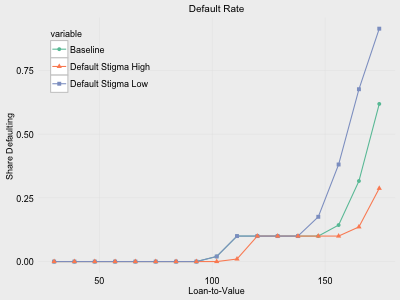 Default Rate
variable
Baseline
Default Stigma High
Default Stigma Low
Share Defaulting
0.75
0.50
0.25
0.00
50
100
150
Loan-to-Value